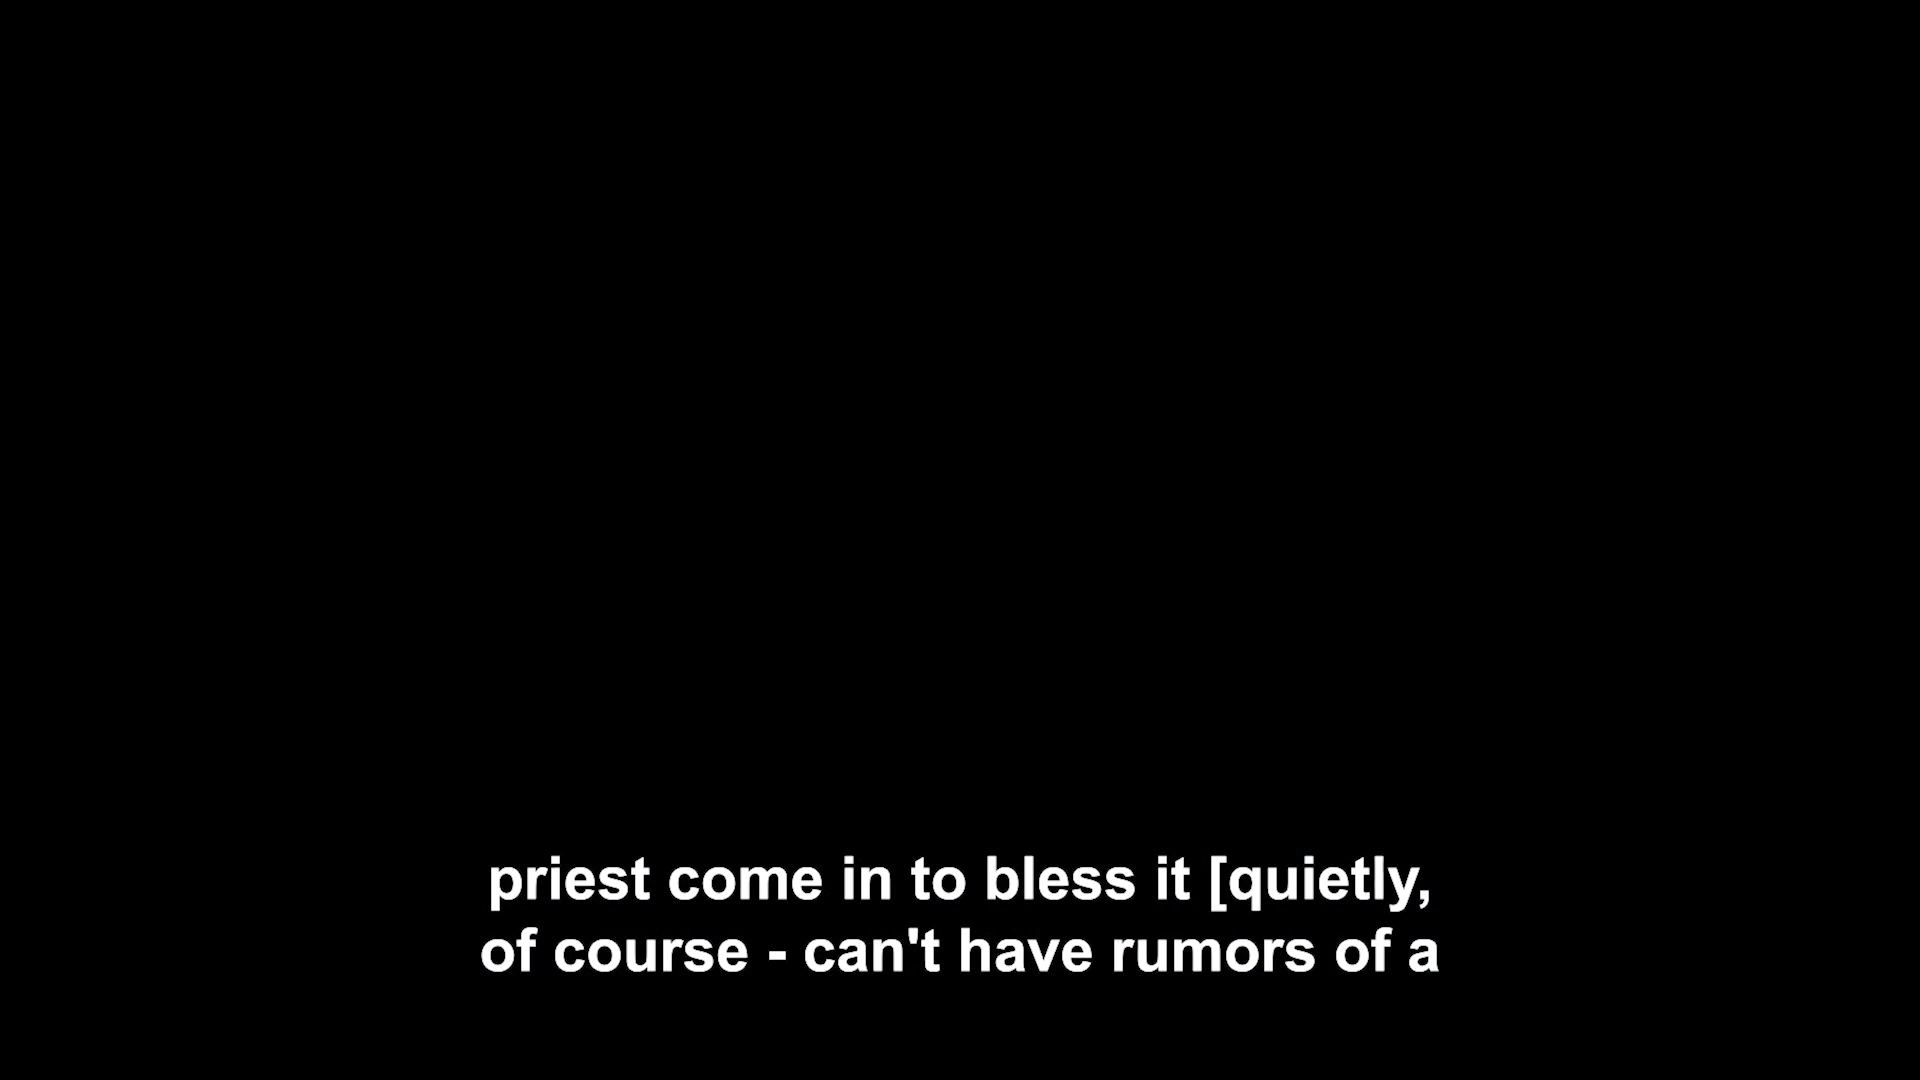 priest come in to bless it [quietly,
of course - can't have rumors of a